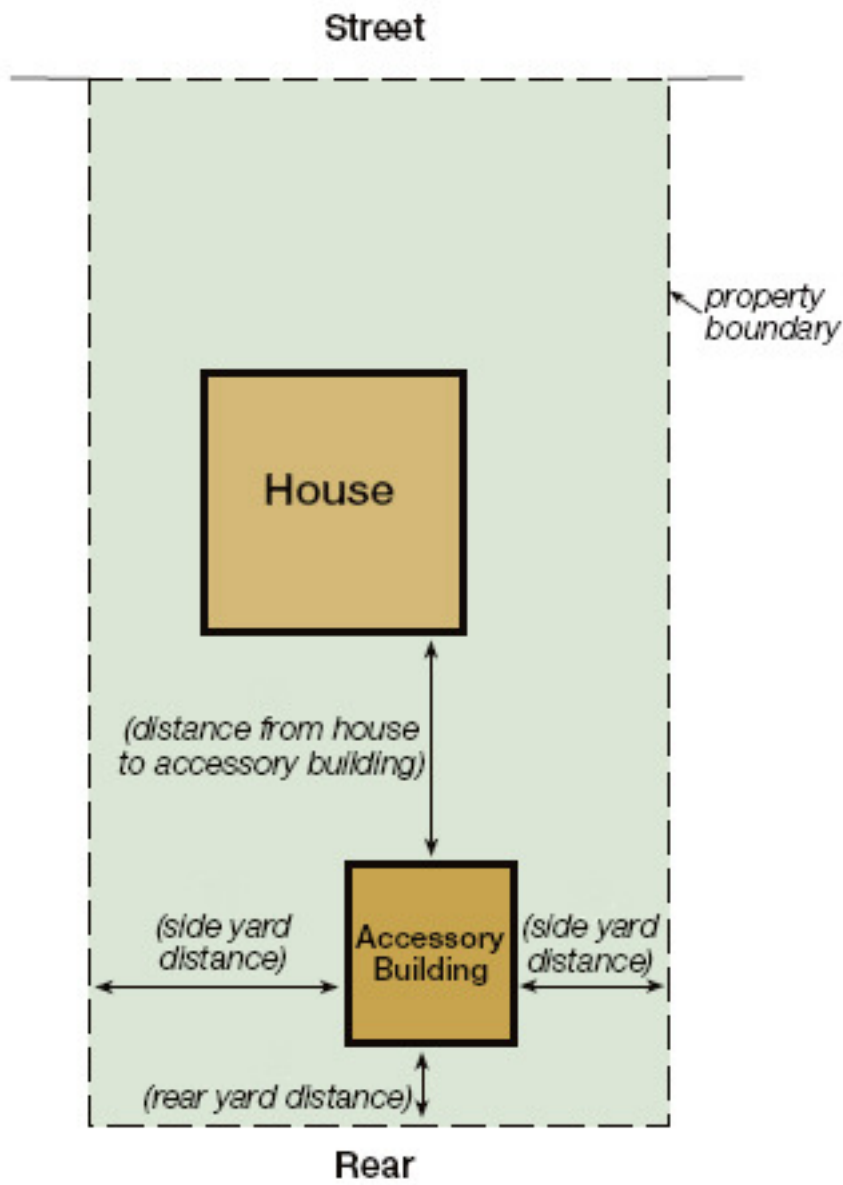 Street
property
boundary
House
(distance from house
to accessory building)
(side yard
distance)
Accessory
Building
(side yard
distance)
(rear yard distance)
Rear